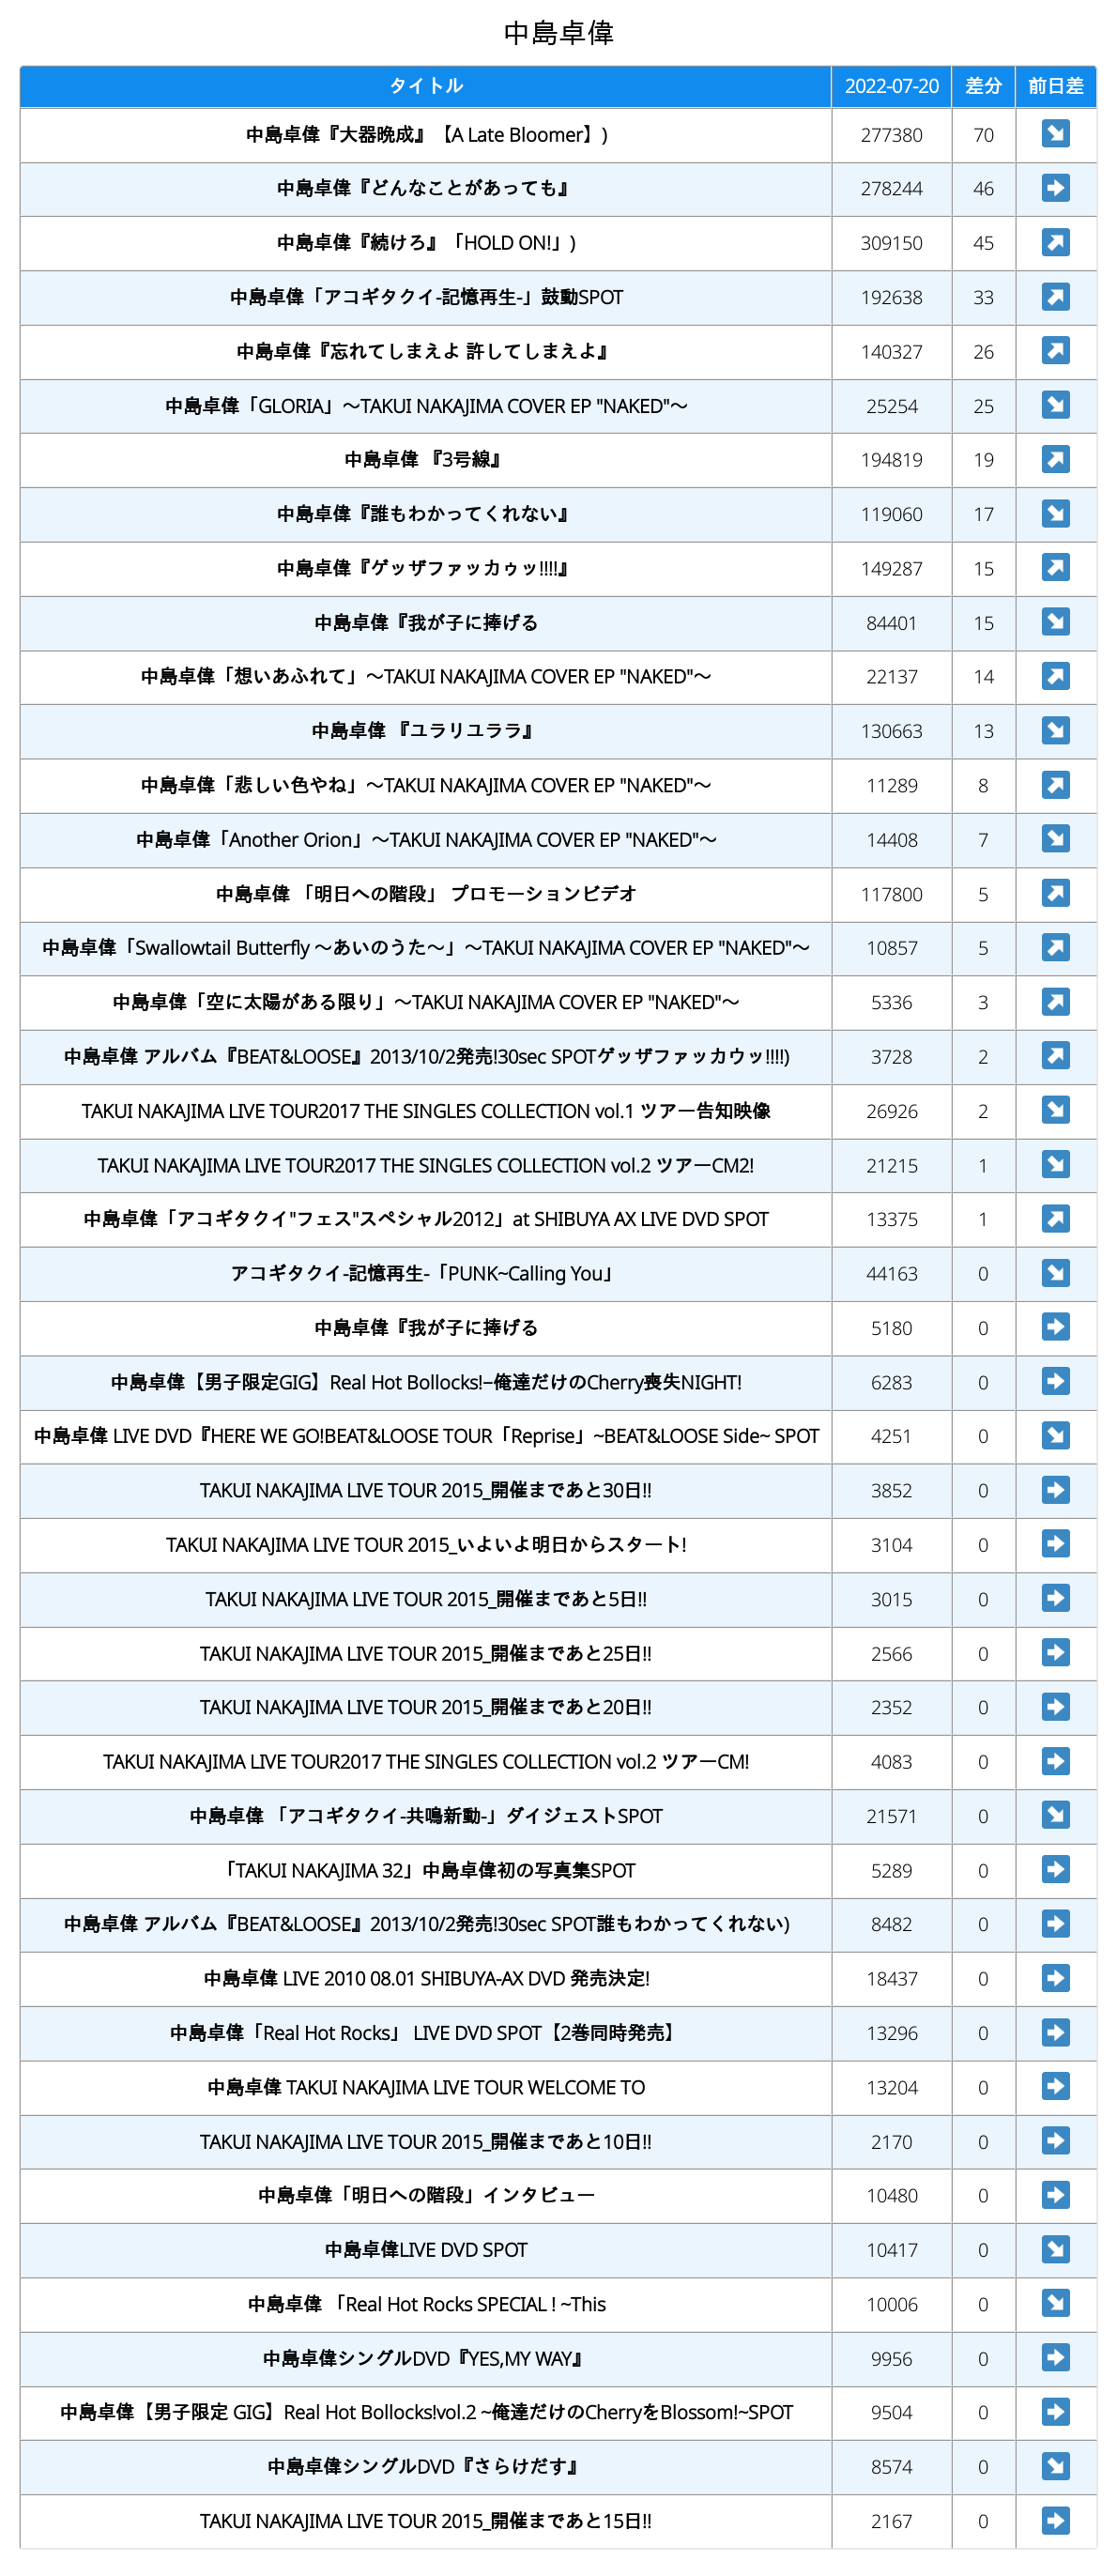 中島卓偉
タイトル 2022-07-20 差分 前日差
中島卓偉『大器晩成』【A Late Bloomer】) 277380 70 ↘
中島卓偉『どんなことがあっても』 278244 46 ➡
中島卓偉『続けろ』「HOLD ON!」) 309150 45 ↗
中島卓偉「アコギタクイ-記憶再生-」鼓動SPOT 192638 33 ↗
中島卓偉『忘れてしまえよ 許してしまえよ』 140327 26 ↗
中島卓偉「GLORIA」〜TAKUI NAKAJIMA COVER EP "NAKED"〜 25254 25 ↘
中島卓偉 『3号線』 194819 19 ↗
中島卓偉『誰もわかってくれない』 119060 17 ↘
中島卓偉『ゲッザファッカゥッ!!!!』 149287 15 ↗
中島卓偉『我が子に捧げる 84401 15 ↘
中島卓偉「想いあふれて」〜TAKUI NAKAJIMA COVER EP "NAKED"〜 22137 14 ↗
中島卓偉 『ユラリユララ』 130663 13 ↘
中島卓偉「悲しい色やね」〜TAKUI NAKAJIMA COVER EP "NAKED"〜 11289 8 ↗
中島卓偉「Another Orion」〜TAKUI NAKAJIMA COVER EP "NAKED"〜 14408 7 ↘
中島卓偉 「明日への階段」 プロモーションビデオ 117800 5 ↗
中島卓偉「Swallowtail Butterfly 〜あいのうた〜」〜TAKUI NAKAJIMA COVER EP "NAKED"〜 10857 5 ↗
中島卓偉「空に太陽がある限り」〜TAKUI NAKAJIMA COVER EP "NAKED"〜 5336 3 ↗
中島卓偉 アルバム『BEAT&LOOSE』2013/10/2発売!30sec SPOTゲッザファッカウッ!!!!) 3728 2 ↗
TAKUI NAKAJIMA LIVE TOUR2017 THE SINGLES COLLECTION vol.1 ツアー告知映像 26926 2 ↘
TAKUI NAKAJIMA LIVE TOUR2017 THE SINGLES COLLECTION vol.2 ツアーCM2! 21215 1 ↘
中島卓偉「アコギタクイ"フェス"スペシャル2012」at SHIBUYA AX LIVE DVD SPOT 13375 1 ↗
アコギタクイ-記憶再生-「PUNK~Calling You」 44163 0 ↘
中島卓偉『我が子に捧げる 5180 0 ➡
中島卓偉【男子限定GIG】Real Hot Bollocks!−俺達だけのCherry喪失NIGHT! 6283 0 ➡
中島卓偉 LIVE DVD『HERE WE GO!BEAT&LOOSE TOUR「Reprise」~BEAT&LOOSE Side~ SPOT 4251 0 ↘
TAKUI NAKAJIMA LIVE TOUR 2015_開催まであと30日!! 3852 0 ➡
TAKUI NAKAJIMA LIVE TOUR 2015_いよいよ明日からスタート! 3104 0 ➡
TAKUI NAKAJIMA LIVE TOUR 2015_開催まであと5日!! 3015 0 ➡
TAKUI NAKAJIMA LIVE TOUR 2015_開催まであと25日!! 2566 0 ➡
TAKUI NAKAJIMA LIVE TOUR 2015_開催まであと20日!! 2352 0 ➡
TAKUI NAKAJIMA LIVE TOUR2017 THE SINGLES COLLECTION vol.2 ツアーCM! 4083 0 ➡
中島卓偉 「アコギタクイ-共鳴新動-」ダイジェストSPOT 21571 0 ↘
「TAKUI NAKAJIMA 32」中島卓偉初の写真集SPOT 5289 0 ➡
中島卓偉 アルバム『BEAT&LOOSE』2013/10/2発売!30sec SPOT誰もわかってくれない) 8482 0 ➡
中島卓偉 LIVE 2010 08.01 SHIBUYA-AX DVD 発売決定! 18437 0 ➡
中島卓偉「Real Hot Rocks」 LIVE DVD SPOT【2巻同時発売】 13296 0 ➡
中島卓偉 TAKUI NAKAJIMA LIVE TOUR WELCOME TO 13204 0 ➡
TAKUI NAKAJIMA LIVE TOUR 2015_開催まであと10日!! 2170 0 ➡
中島卓偉「明日への階段」インタビュー 10480 0 ➡
中島卓偉LIVE DVD SPOT 10417 0 ↘
中島卓偉 「Real Hot Rocks SPECIAL ! ~This 10006 0 ↘
中島卓偉シングルDVD『YES,MY WAY』 9956 0 ➡
中島卓偉【男子限定 GIG】Real Hot Bollocks!vol.2 ~俺達だけのCherryをBlossom!~SPOT 9504 0 ➡
中島卓偉シングルDVD『さらけだす』 8574 0 ↘
TAKUI NAKAJIMA LIVE TOUR 2015_開催まであと15日!! 2167 0 ➡